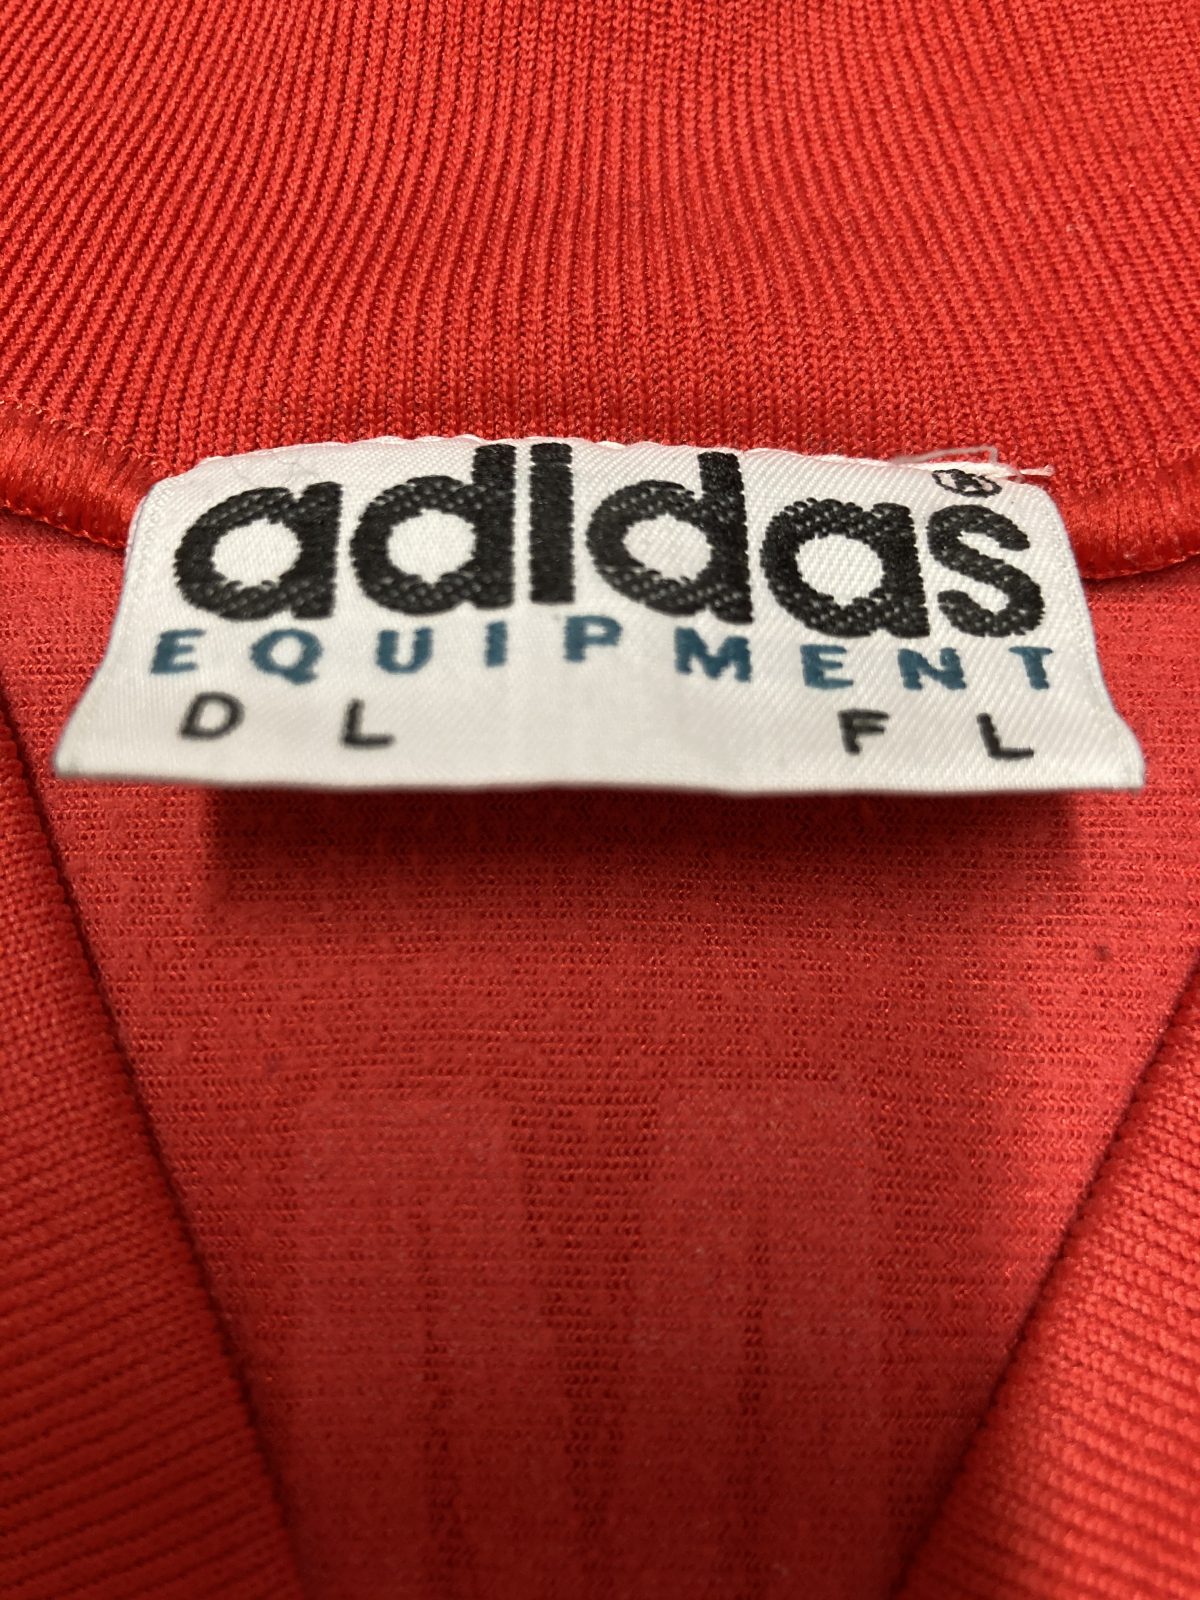 adidas®
EQUIPMENT
D L F L